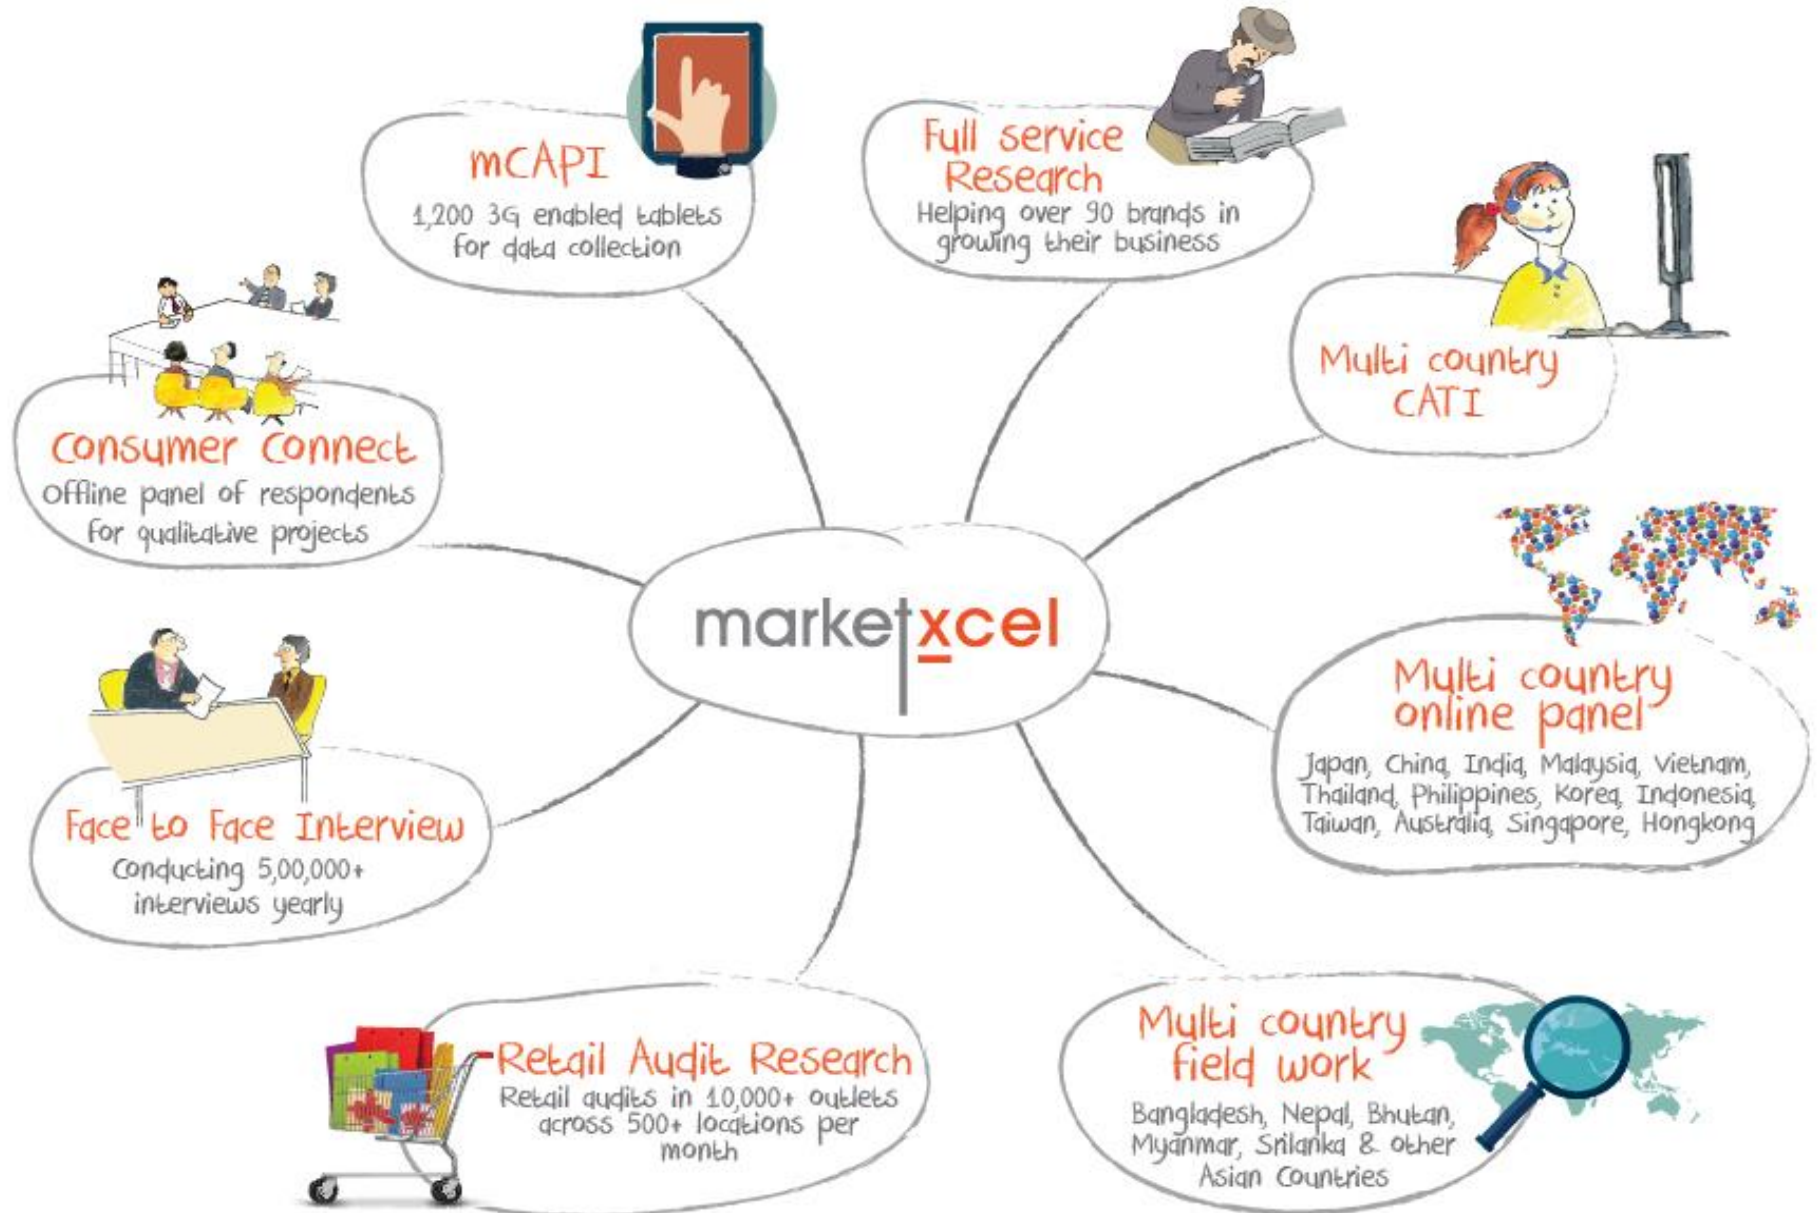 mCAPI
1,200 3G enabled tablets
for data collection
Full service
Research
Helping over 90 brands in
growing their business
Multi country
CATI
Consumer Connect
Offline panel of respondents
for qualitative projects
marketxcel
Multi country
online panel
Japan, China, India, Malaysia, Vietnam,
Thailand, Philippines, Korea, Indonesia,
Taiwan, Australia, Singapore, Hongkong
Face to Face Interview
Conducting 5,00,000+
interviews yearly
Retail Audit Research
Retail audits in 10,000+ outlets
across 500+ locations per
month
Multi country
field work
Bangladesh, Nepal, Bhutan,
Myanmar, Srilanka & other
Asian Countries